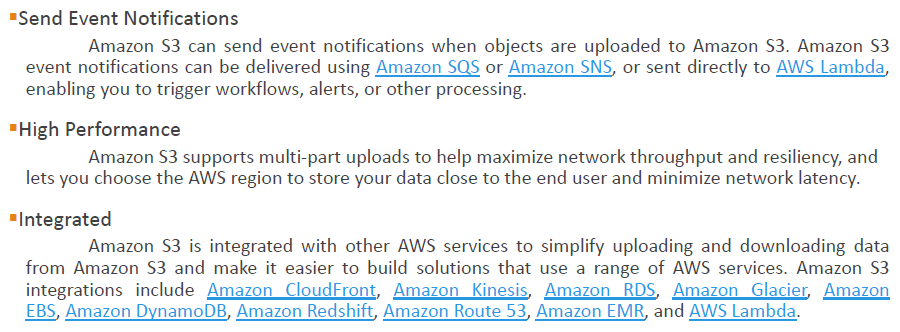 ▪Send Event Notifications
Amazon S3 can send event notifications when objects are uploaded to Amazon S3. Amazon S3
event notifications can be delivered using Amazon SQS or Amazon SNS, or sent directly to AWS Lambda,
enabling you to trigger workflows, alerts, or other processing.
▪High Performance
Amazon S3 supports multi-part uploads to help maximize network throughput and resiliency, and
lets you choose the AWS region to store your data close to the end user and minimize network latency.
▪Integrated
Amazon S3 is integrated with other AWS services to simplify uploading and downloading data
from Amazon S3 and make it easier to build solutions that use a range of AWS services. Amazon S3
integrations include Amazon CloudFront, Amazon Kinesis, Amazon RDS, Amazon Glacier, Amazon
EBS, Amazon DynamoDB, Amazon Redshift, Amazon Route 53, Amazon EMR, and AWS Lambda.